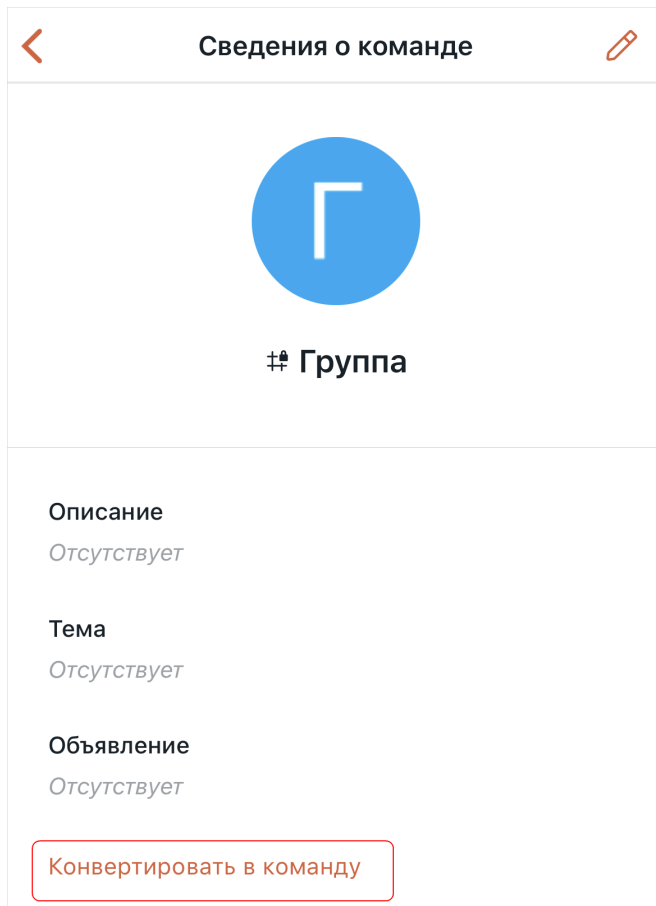 Сведения о команде
Г
Группа
Описание
Отсутствует
Тема
Отсутствует
Объявление
Отсутствует
Конвертировать в команду